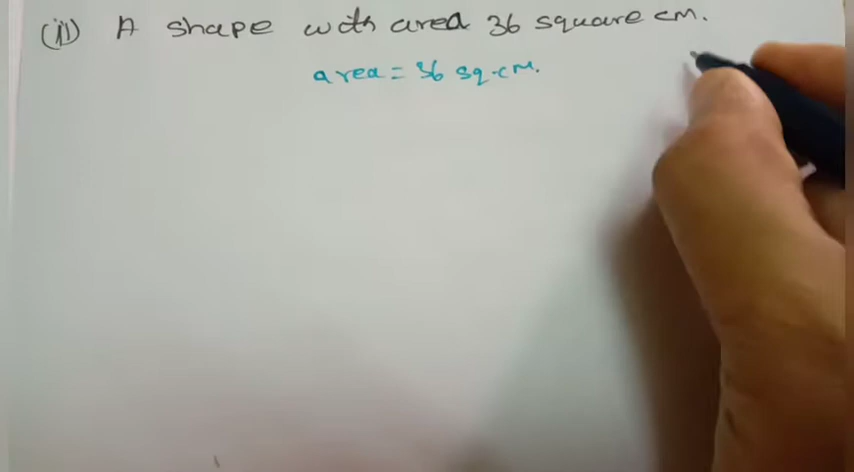 (ii) A shape with area 36 square cm.
area = 36 sq.cm.